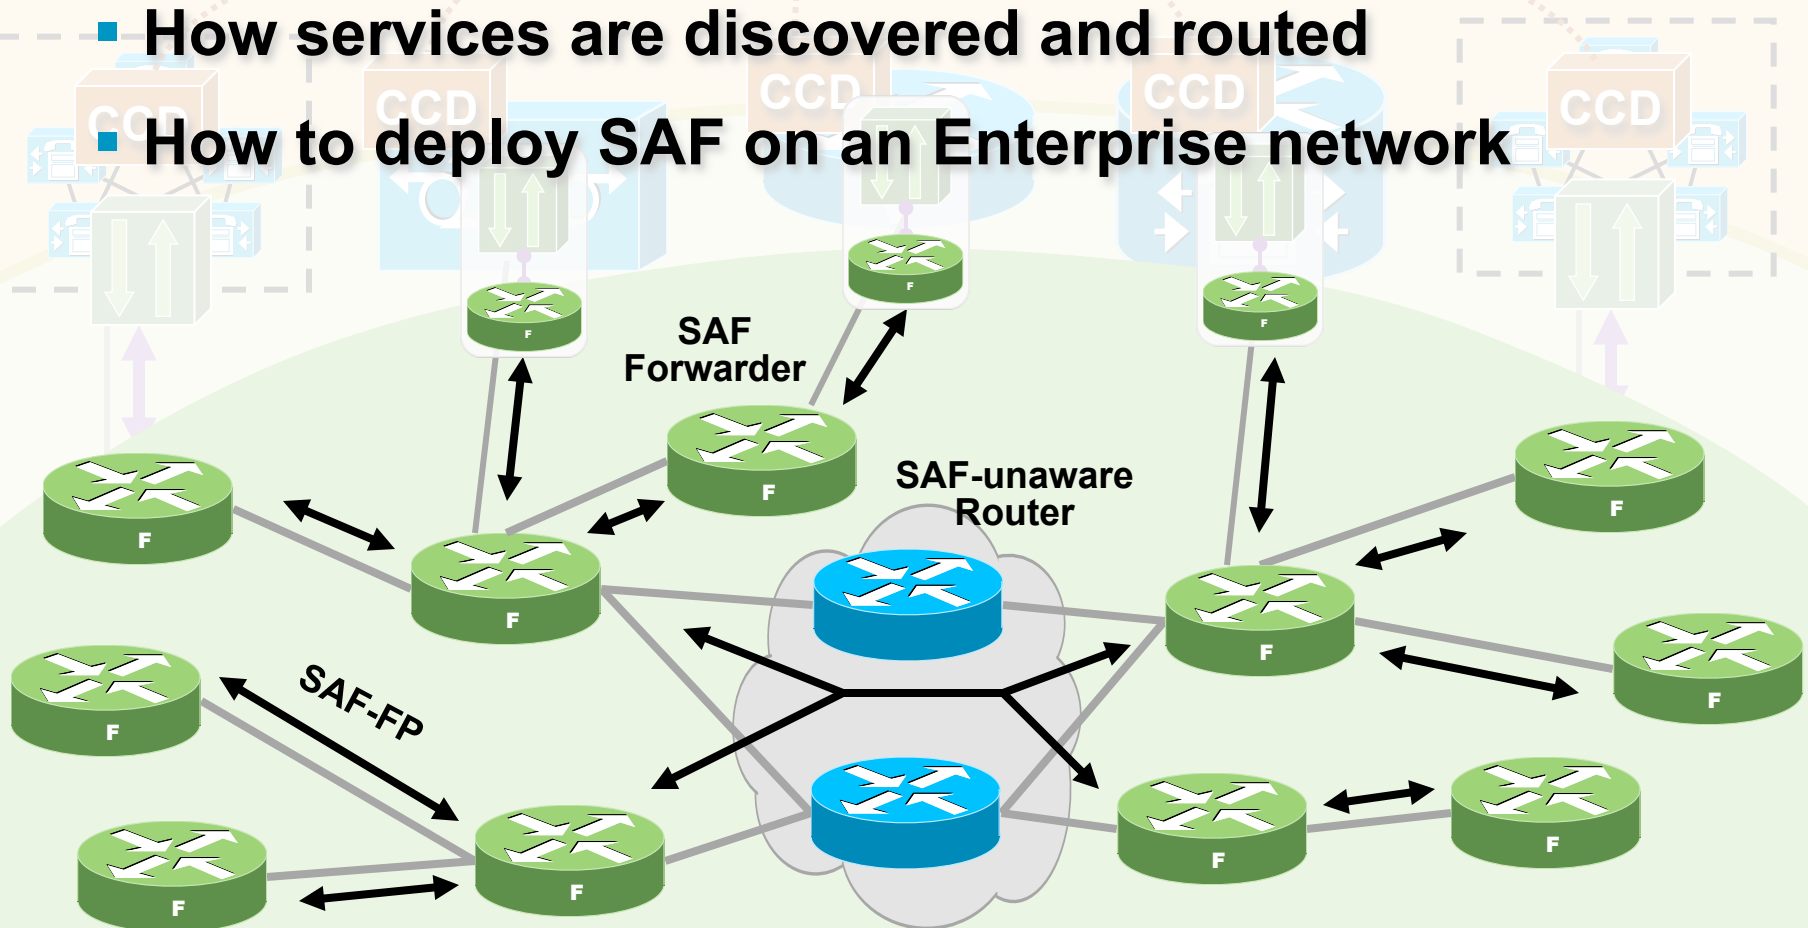 How services are discovered and routed
How to deploy SAF on an Enterprise network
CCD
CCD
CCD
CCD
CCD
F
F
F
SAF
Forwarder
F
SAF-unaware
Router
F
F
F
F
F
F
SAF-FP
F
F
F
F
F